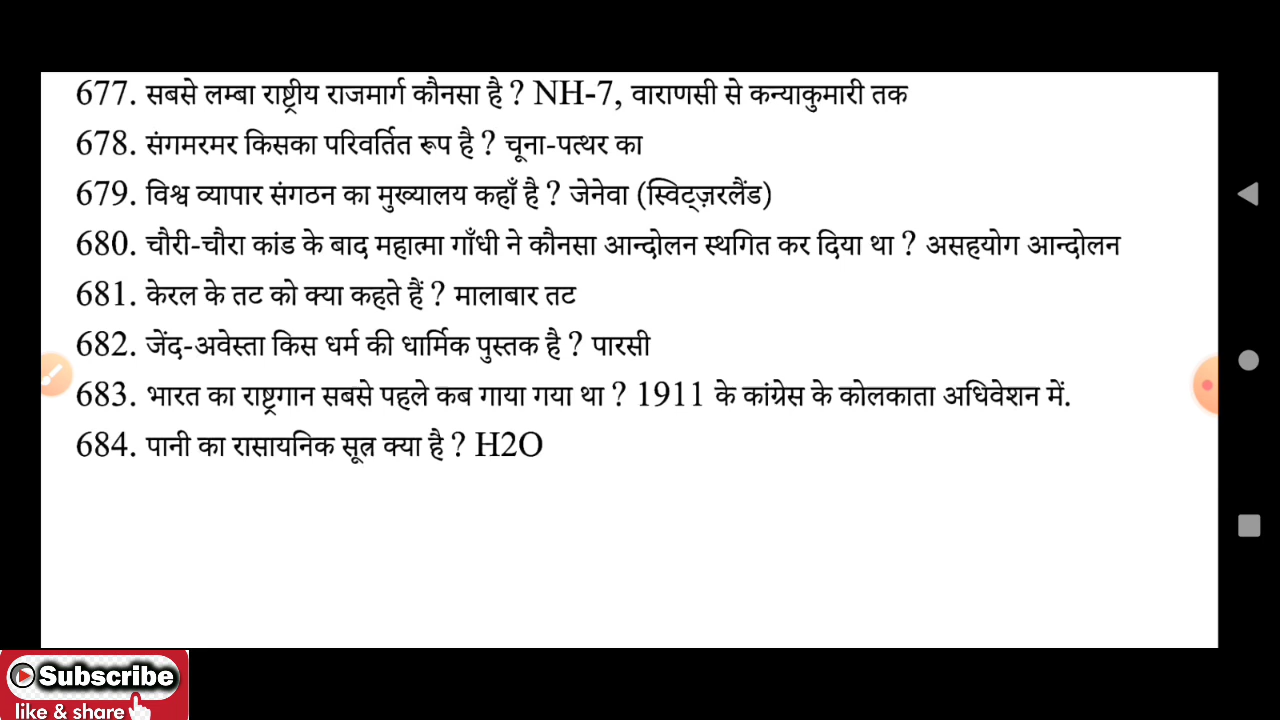 677. सबसे लम्बा राष्ट्रीय राजमार्ग कौनसा है ? NH-7, वाराणसी से कन्याकुमारी तक
678. संगमरमर किसका परिवर्तित रूप है ? चूना-पत्थर का
679. विश्व व्यापार संगठन का मुख्यालय कहाँ है ? जेनेवा (स्विट्ज़रलैंड)
680. चौरी-चौरा कांड के बाद महात्मा गाँधी ने कौनसा आन्दोलन स्थगित कर दिया था ? असहयोग आन्दोलन
681. केरल के तट को क्या कहते हैं ? मालाबार तट
682. जेंद-अवेस्ता किस धर्म की धार्मिक पुस्तक है ? पारसी
683. भारत का राष्ट्रगान सबसे पहले कब गाया गया था ? 1911 के कांग्रेस के कोलकाता अधिवेशन में.
684. पानी का रासायनिक सूत्र क्या है ? H2O
Subscribe
like & share